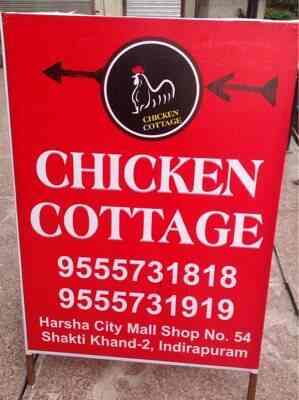 CHICKEN
COTTAGE
CHICKEN
COTTAGE
9555731818
9555731919
Harsha City Mall Shop No. 54
Shakti Khand-2, Indirapuram